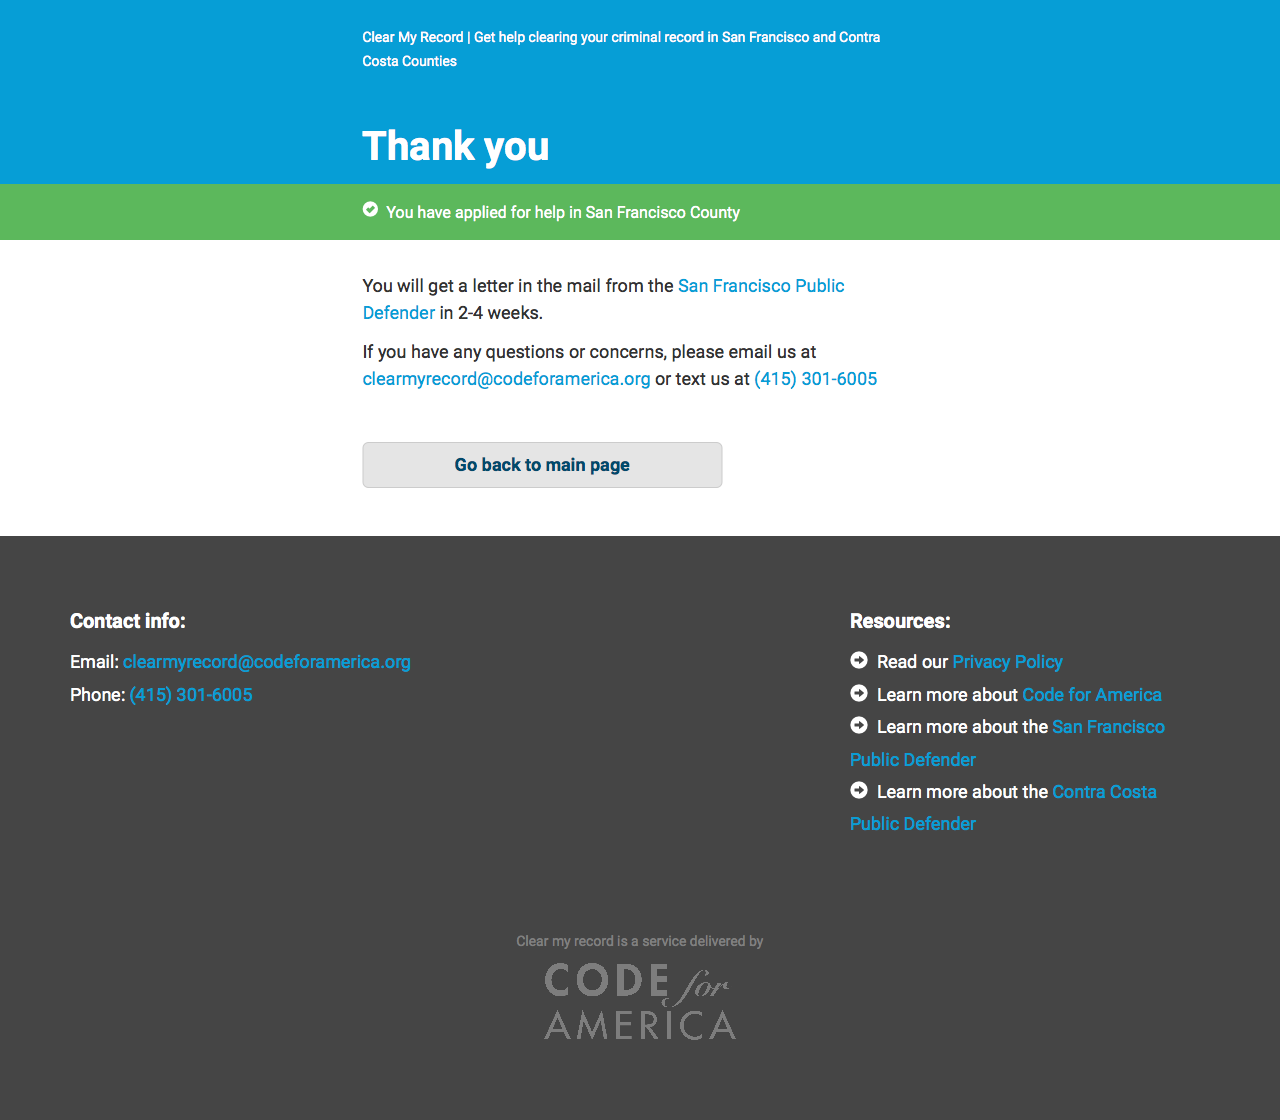 Clear My Record | Get help clearing your criminal record in San Francisco and Contra
Costa Counties
Thank you
You have applied for help in San Francisco County
You will get a letter in the mail from the San Francisco Public
Defender in 2-4 weeks.
If you have any questions or concerns, please email us at
clearmyrecord@codeforamerica.org or text us at (415) 301-6005
Go back to main page
Contact info:
Email: clearmyrecord@codeforamerica.org
Phone: (415) 301-6005
Resources:
Read our Privacy Policy
Learn more about Code for America
Learn more about the San Francisco
Public Defender
Learn more about the Contra Costa
Public Defender
Clear my record is a service delivered by
CODE for
AMERICA